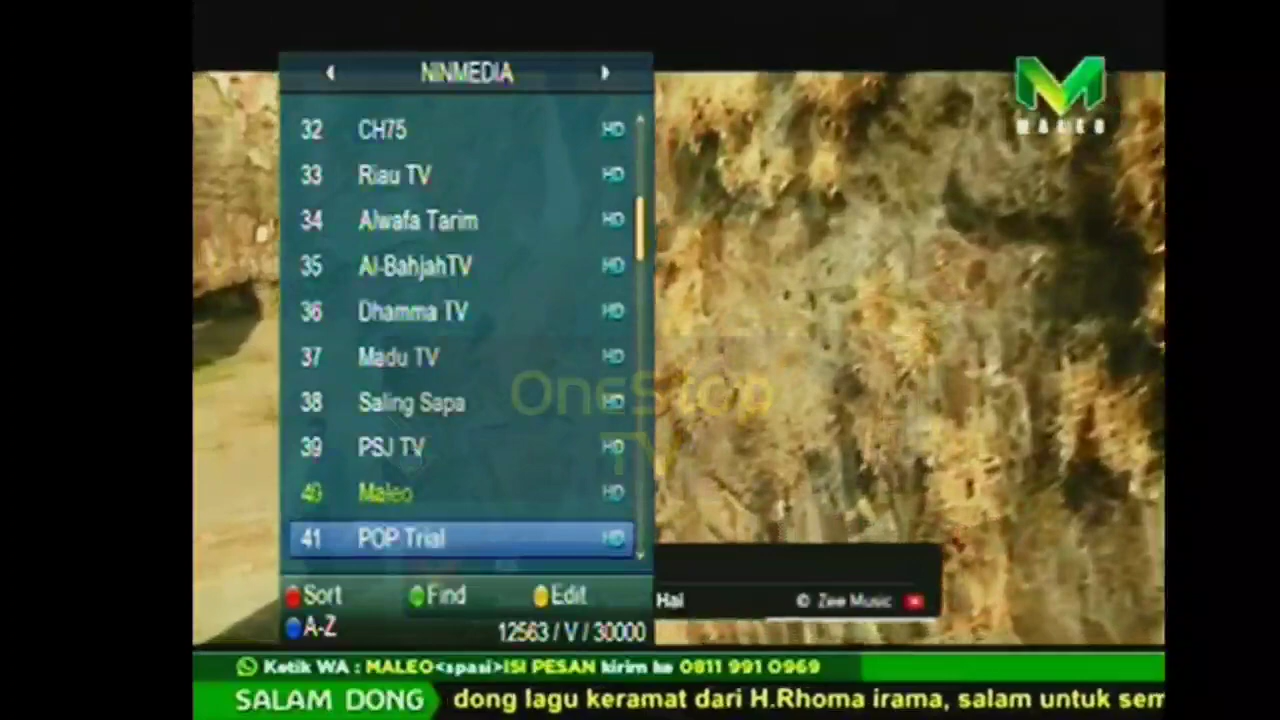 NINMEDIA
MALEO
32 CH75 HD
33 Riau TV HD
34 Alwafa Tarim HD
35 Al-BahjahTV HD
36 Dhamma TV HD
37 Madu TV HD
38 Saling Sapa HD
OneStop
39 PSJ TV HD
TV
40 Maleo HD
41 POP Trial HD
Sort Find Edit
Hai © Zee Music
A-Z 12563 / V / 30000
Ketik WA : MALEO<spasi>ISI PESAN kirim ke 0811 991 0969
SALAM DONG dong lagu keramat dari H.Rhoma irama, salam untuk sem